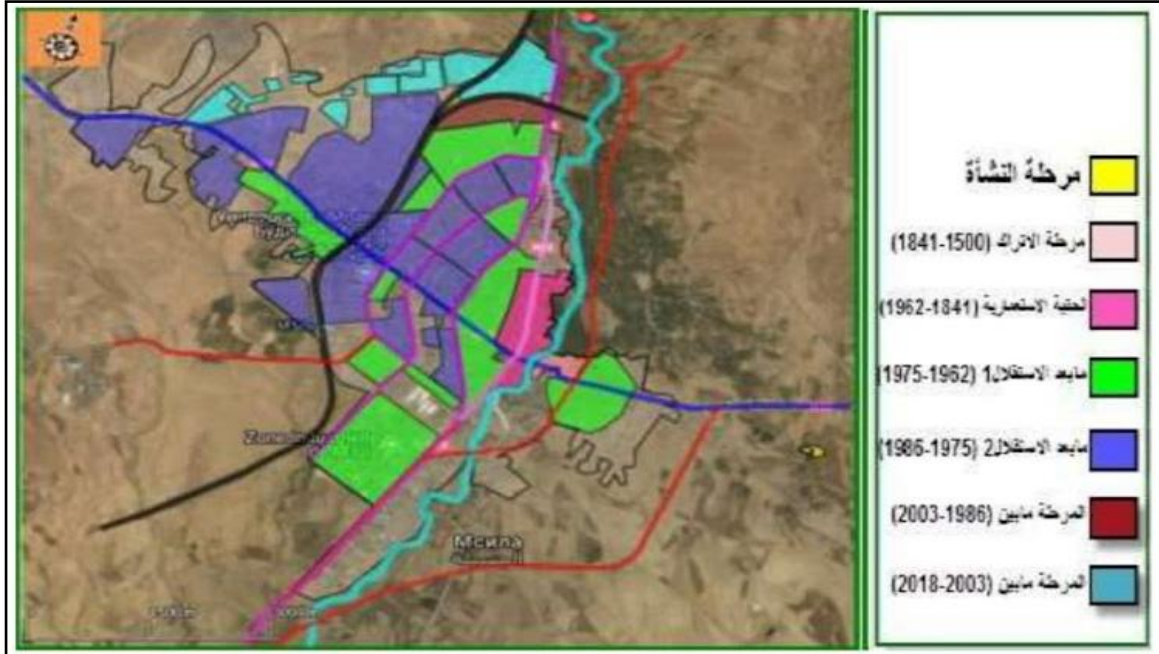 مرحلة النشأة
مرحلة الاتراك (1500-1841)
الحقبة الاستعمارية (1841-1962)
مابعد الاستقلال1 (1962-1975)
مابعد الاستقلال2 (1975-1986)
المرحلة مابين (1986-2003)
المرحلة مابين (2003-2018)
Мсила